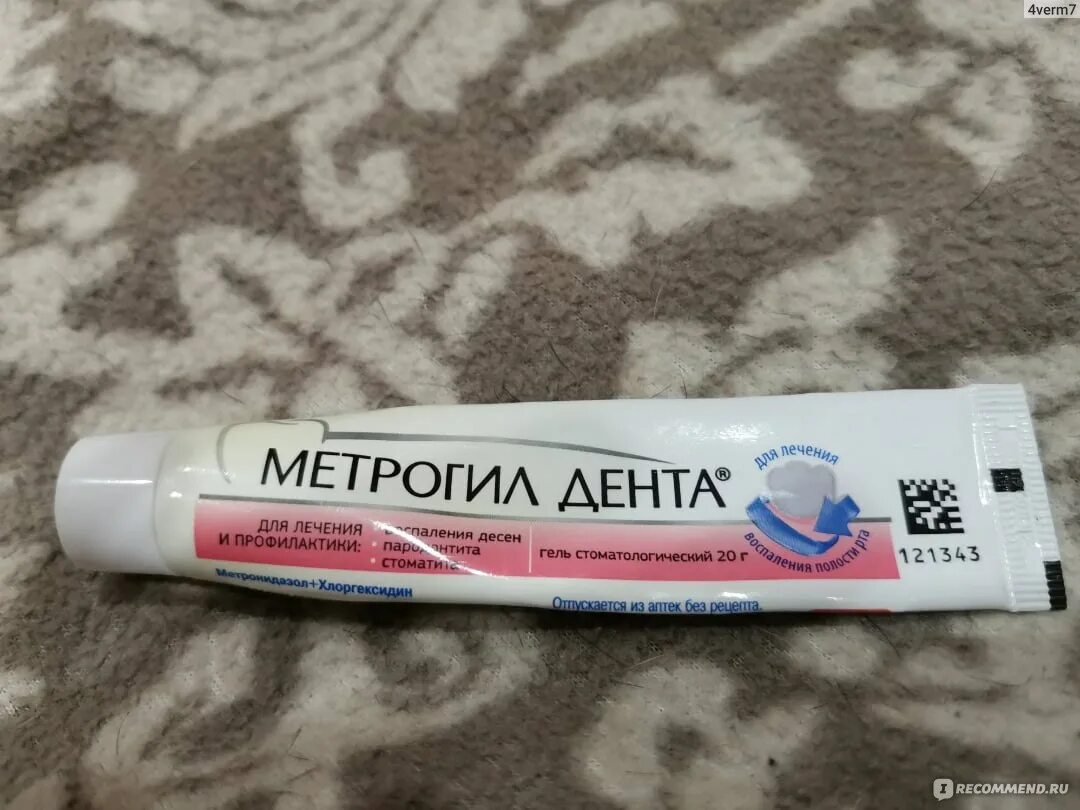 4verm7
МЕТРОГИЛ ДЕНТА®
ДЛЯ ЛЕЧЕНИЯ
И ПРОФИЛАКТИКИ:
воспаления десен
пародонтита
стоматита
гель стоматологический 20 г
Метронидазол+Хлоргексидин
Отпускается из аптек без рецепта.
для лечения
воспаления полости рта
121343
I RECOMMEND.RU